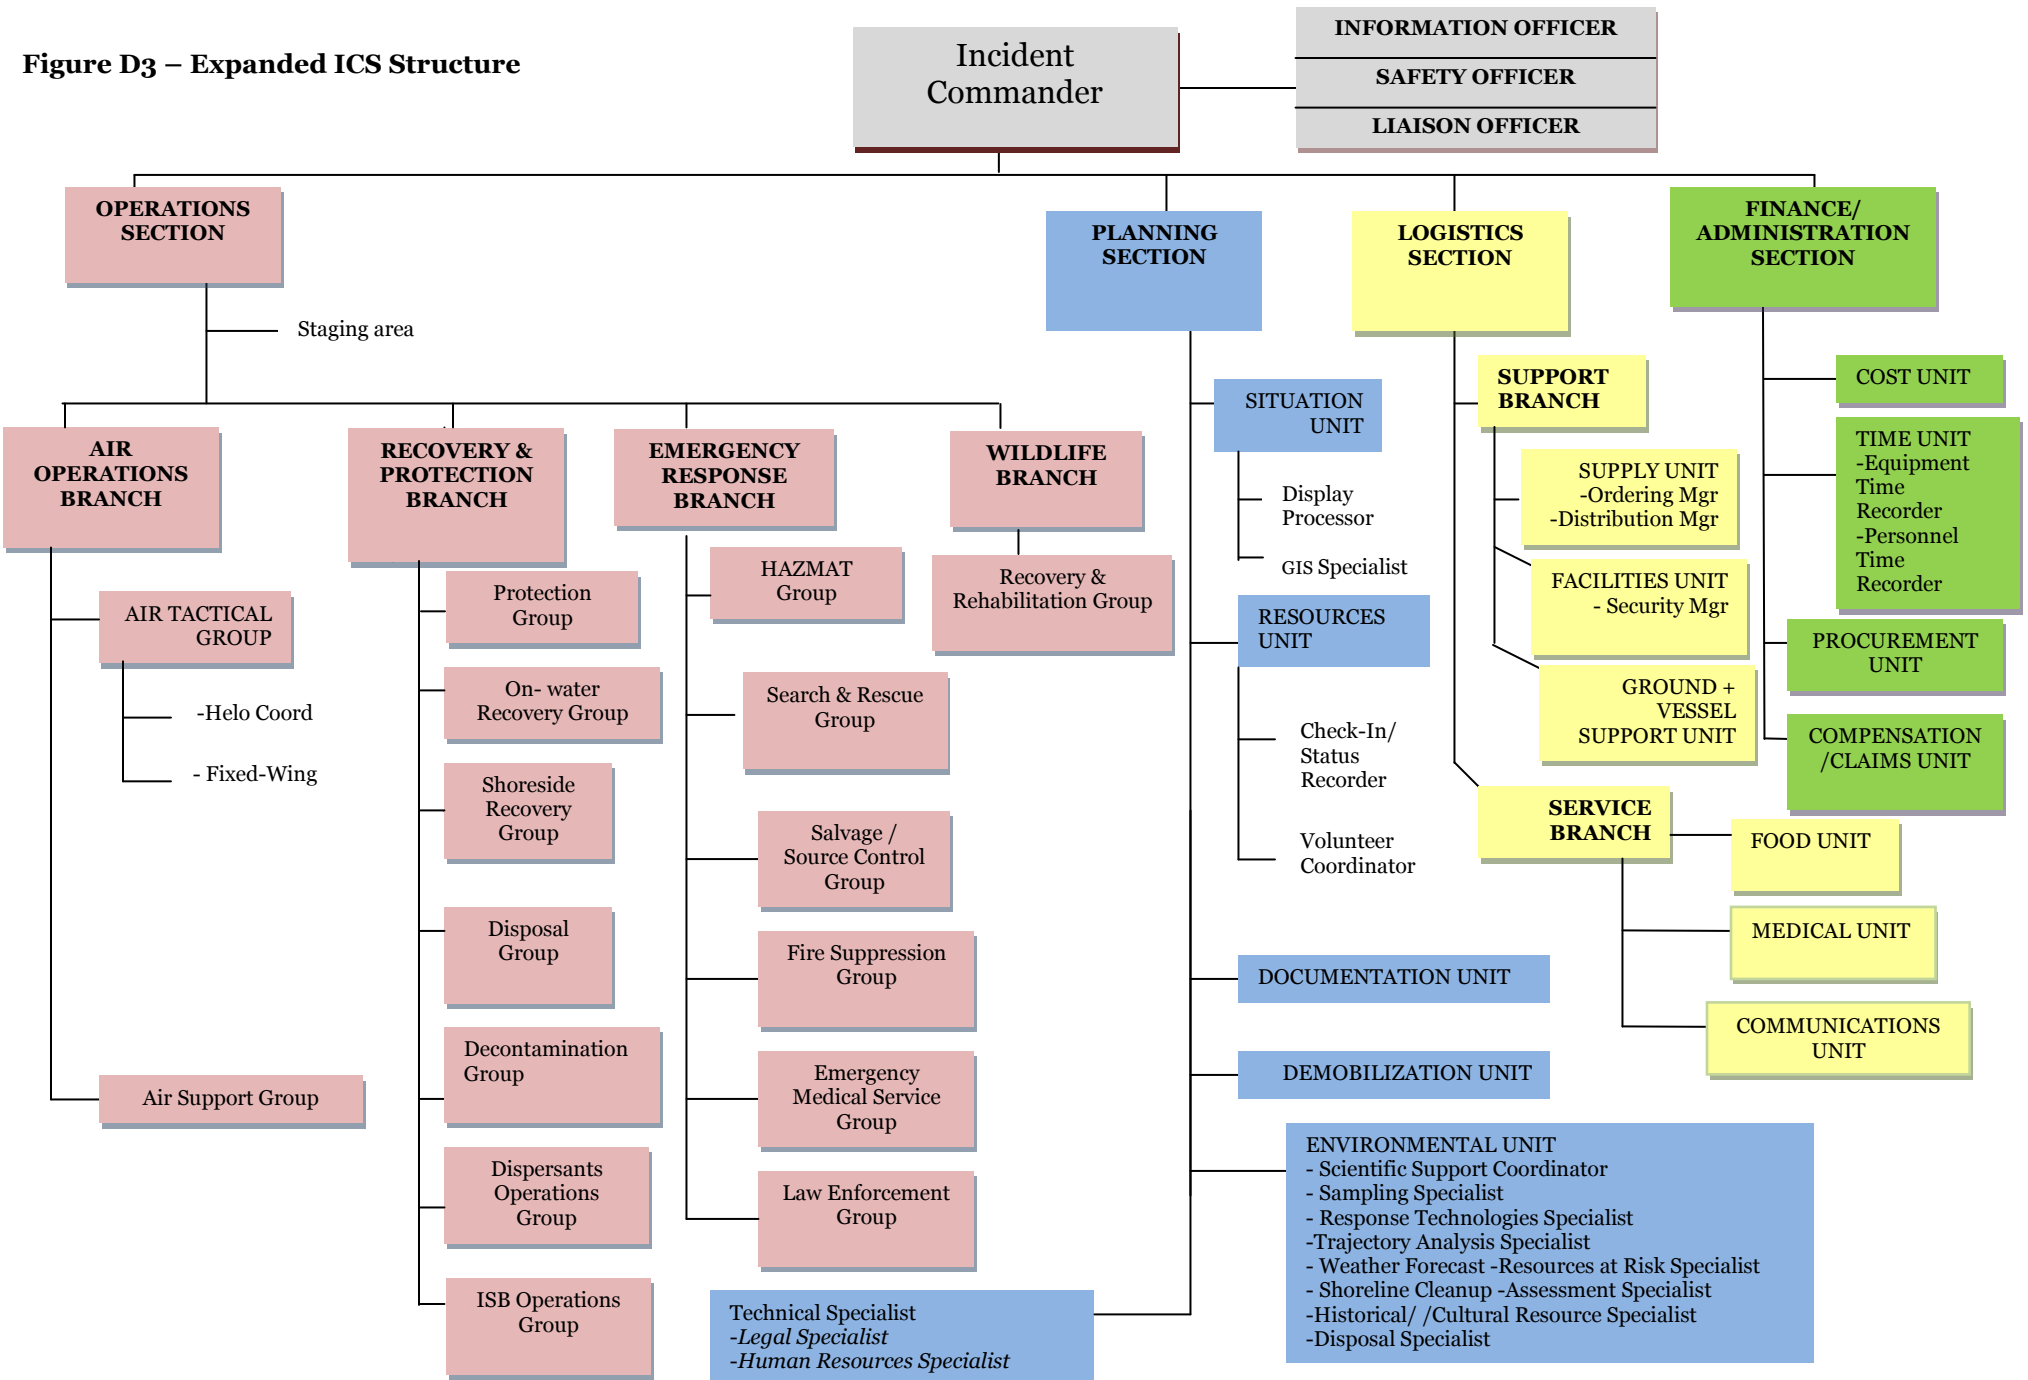 Figure D3 – Expanded ICS Structure
Incident
Commander
INFORMATION OFFICER
SAFETY OFFICER
LIAISON OFFICER
OPERATIONS
SECTION
Staging area
AIR
OPERATIONS
BRANCH
AIR TACTICAL
GROUP
-Helo Coord
- Fixed-Wing
Air Support Group
RECOVERY &
PROTECTION
BRANCH
Protection
Group
On- water
Recovery Group
Shoreside
Recovery
Group
Disposal
Group
Decontamination
Group
Dispersants
Operations
Group
ISB Operations
Group
EMERGENCY
RESPONSE
BRANCH
HAZMAT
Group
Search & Rescue
Group
Salvage /
Source Control
Group
Fire Suppression
Group
Emergency
Medical Service
Group
Law Enforcement
Group
WILDLIFE
BRANCH
Recovery &
Rehabilitation Group
PLANNING
SECTION
SITUATION
UNIT
Display
Processor
GIS Specialist
RESOURCES
UNIT
Check-In/
Status
Recorder
Volunteer
Coordinator
DOCUMENTATION UNIT
DEMOBILIZATION UNIT
ENVIRONMENTAL UNIT
- Scientific Support Coordinator
- Sampling Specialist
- Response Technologies Specialist
-Trajectory Analysis Specialist
- Weather Forecast -Resources at Risk Specialist
- Shoreline Cleanup -Assessment Specialist
-Historical/ /Cultural Resource Specialist
-Disposal Specialist
Technical Specialist
-Legal Specialist
-Human Resources Specialist
LOGISTICS
SECTION
SUPPORT
BRANCH
SUPPLY UNIT
-Ordering Mgr
-Distribution Mgr
FACILITIES UNIT
- Security Mgr
GROUND +
VESSEL
SUPPORT UNIT
SERVICE
BRANCH
FOOD UNIT
MEDICAL UNIT
COMMUNICATIONS
UNIT
FINANCE/
ADMINISTRATION
SECTION
COST UNIT
TIME UNIT
-Equipment
Time
Recorder
-Personnel
Time
Recorder
PROCUREMENT
UNIT
COMPENSATION
/CLAIMS UNIT